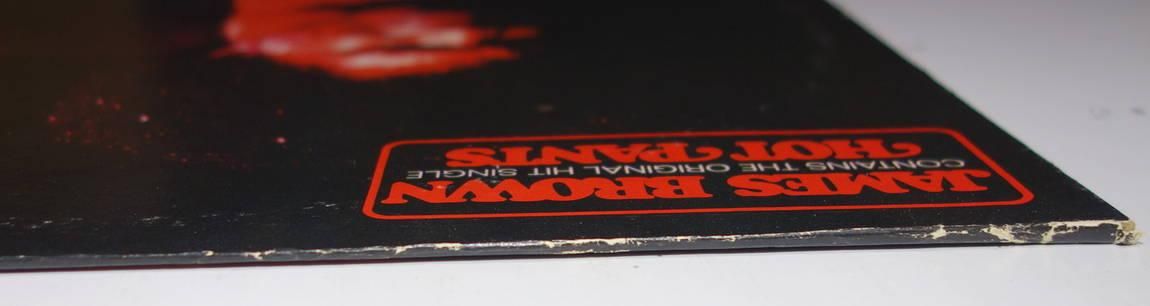 JAMES BROWN
CONTAINS THE ORIGINAL HIT SINGLE
HOT PANTS